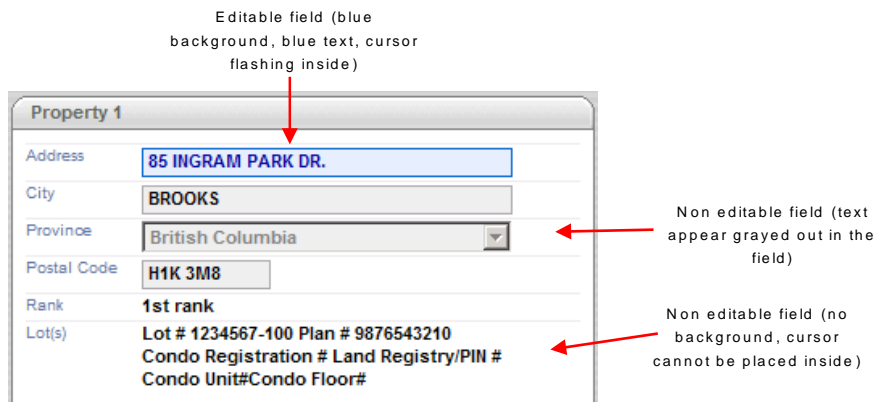 Editable field (blue
background, blue text, cursor
flashing inside)
Property 1
Address
85 INGRAM PARK DR.
City
BROOKS
Province
British Columbia
Non editable field (text
appear grayed out in the
field)
Postal Code
H1K 3M8
Rank
1st rank
Lot(s)
Lot # 1234567-100 Plan # 9876543210
Condo Registration # Land Registry/PIN #
Condo Unit#Condo Floor#
Non editable field (no
background, cursor
cannot be placed inside)